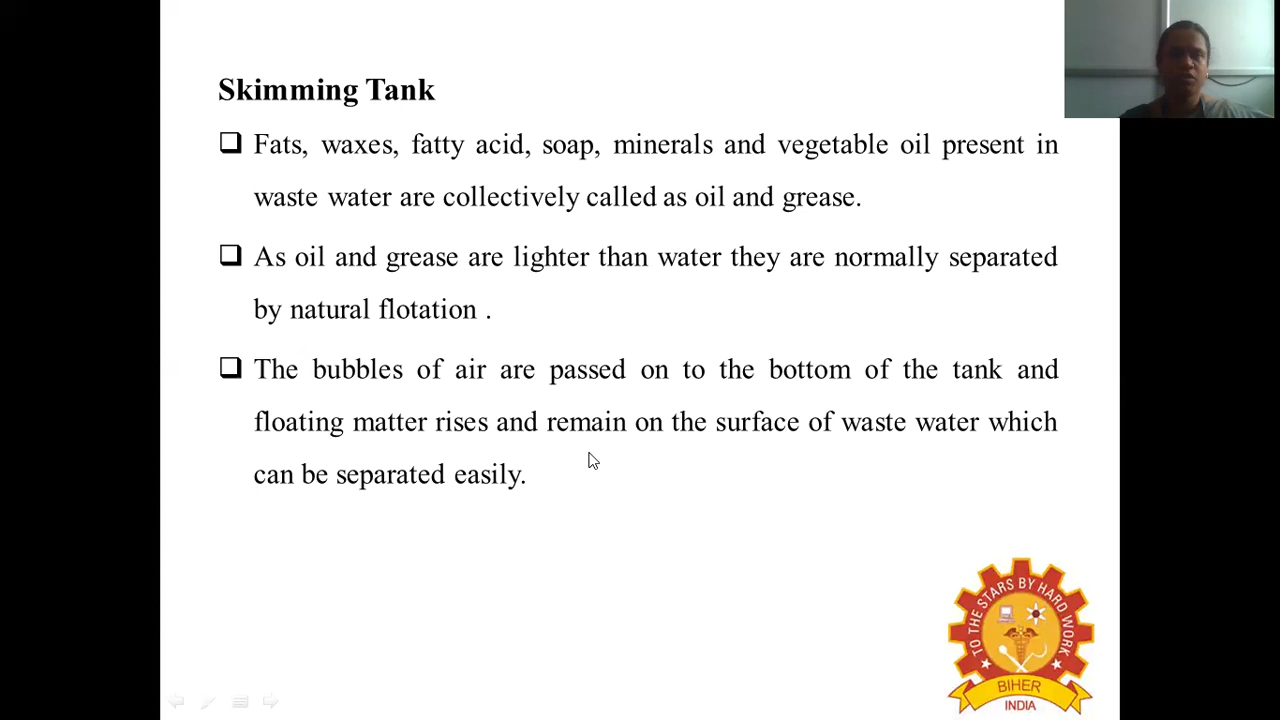 Skimming Tank
❑ Fats, waxes, fatty acid, soap, minerals and vegetable oil present in
waste water are collectively called as oil and grease.
❑ As oil and grease are lighter than water they are normally separated
by natural flotation .
❑ The bubbles of air are passed on to the bottom of the tank and
floating matter rises and remain on the surface of waste water which
can be separated easily.
TO THE STARS BY HARD WORK
BIHER
INDIA